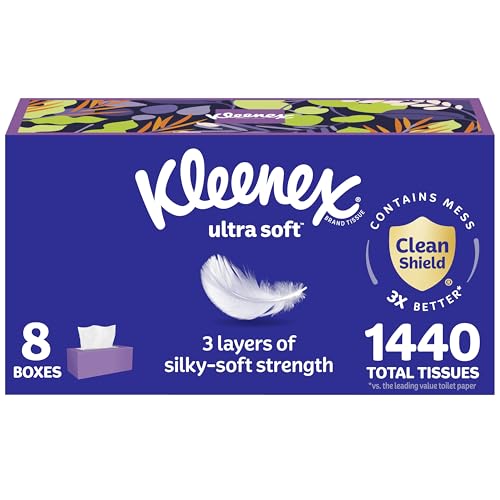 Kleenex®
BRAND TISSUE
ultra soft™
CONTAINS MESS
Clean
Shield®
3X BETTER*
3 layers of
silky-soft strength
8
BOXES
1440
TOTAL TISSUES
*vs. the leading value toilet paper